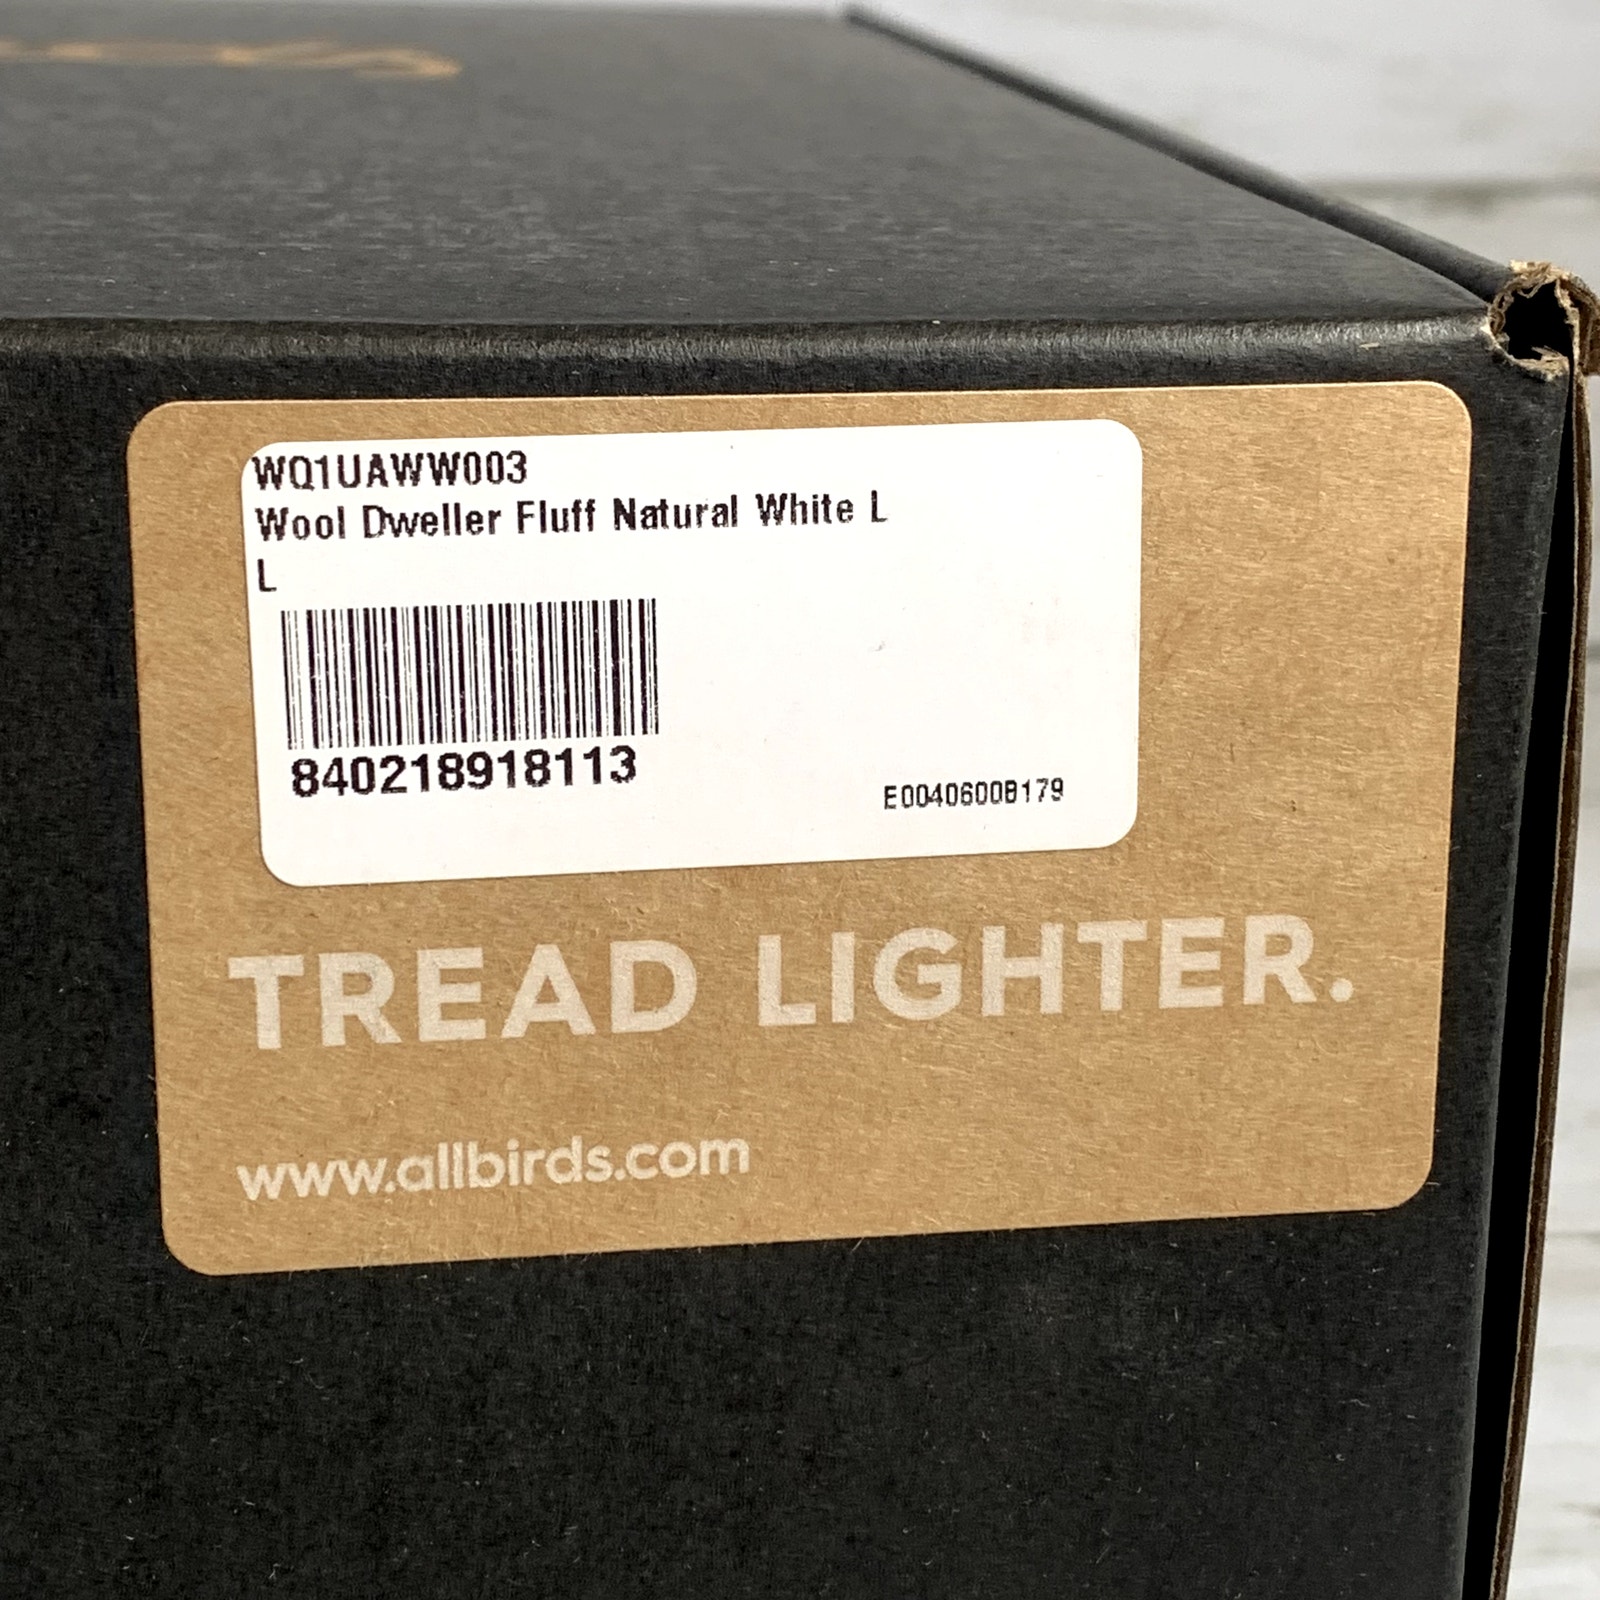 WQ1UAWW003
Wool Dweller Fluff Natural White L
L
840218918113
E00406008179
TREAD LIGHTER.
www.allbirds.com